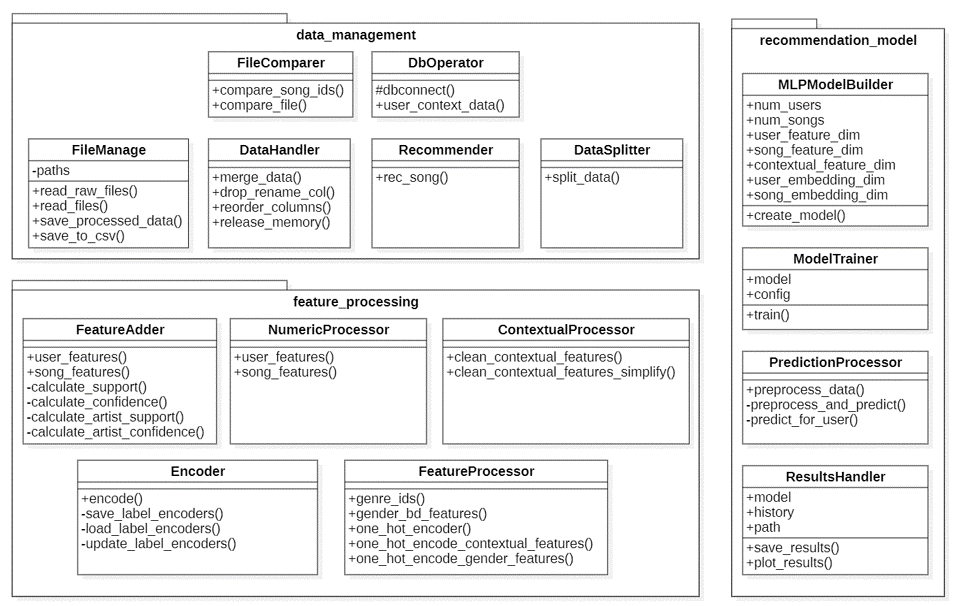 data_management
FileComparer
+compare_song_ids()
+compare_file()
DbOperator
#dbconnect()
+user_context_data()
FileManage
-paths
+read_raw_files()
+read_files()
+save_processed_data()
+save_to_csv()
DataHandler
+merge_data()
+drop_rename_col()
+reorder_columns()
+release_memory()
Recommender
+rec_song()
DataSplitter
+split_data()
feature_processing
FeatureAdder
+user_features()
+song_features()
-calculate_support()
-calculate_confidence()
-calculate_artist_support()
-calculate_artist_confidence()
NumericProcessor
+user_features()
+song_features()
ContextualProcessor
+clean_contextual_features()
+clean_contextual_features_simplify()
Encoder
+encode()
-save_label_encoders()
-load_label_encoders()
-update_label_encoders()
FeatureProcessor
+genre_ids()
+gender_bd_features()
+one_hot_encoder()
+one_hot_encode_contextual_features()
+one_hot_encode_gender_features()
recommendation_model
MLPModelBuilder
+num_users
+num_songs
+user_feature_dim
+song_feature_dim
+contextual_feature_dim
+user_embedding_dim
+song_embedding_dim
+create_model()
ModelTrainer
+model
+config
+train()
PredictionProcessor
+preprocess_data()
-preprocess_and_predict()
-predict_for_user()
ResultsHandler
+model
+history
+path
+save_results()
+plot_results()